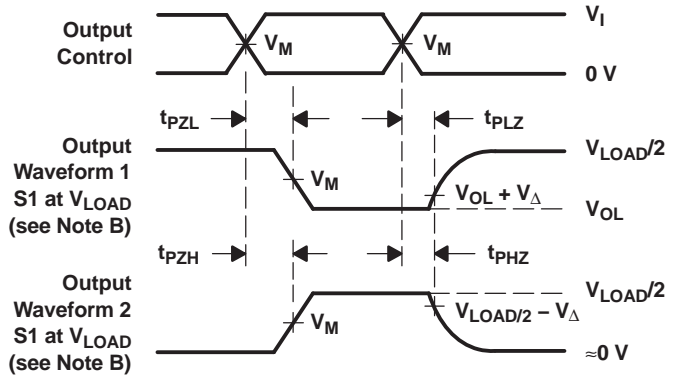 Output
Control
V_M
V_M
V_I
0 V
t_PZL
t_PLZ
Output
Waveform 1
S1 at V_LOAD
(see Note B)
V_M
V_LOAD/2
V_OL + V_Δ
V_OL
t_PZH
t_PHZ
Output
Waveform 2
S1 at V_LOAD
(see Note B)
V_M
V_LOAD/2
V_LOAD/2 − V_Δ
≈0 V